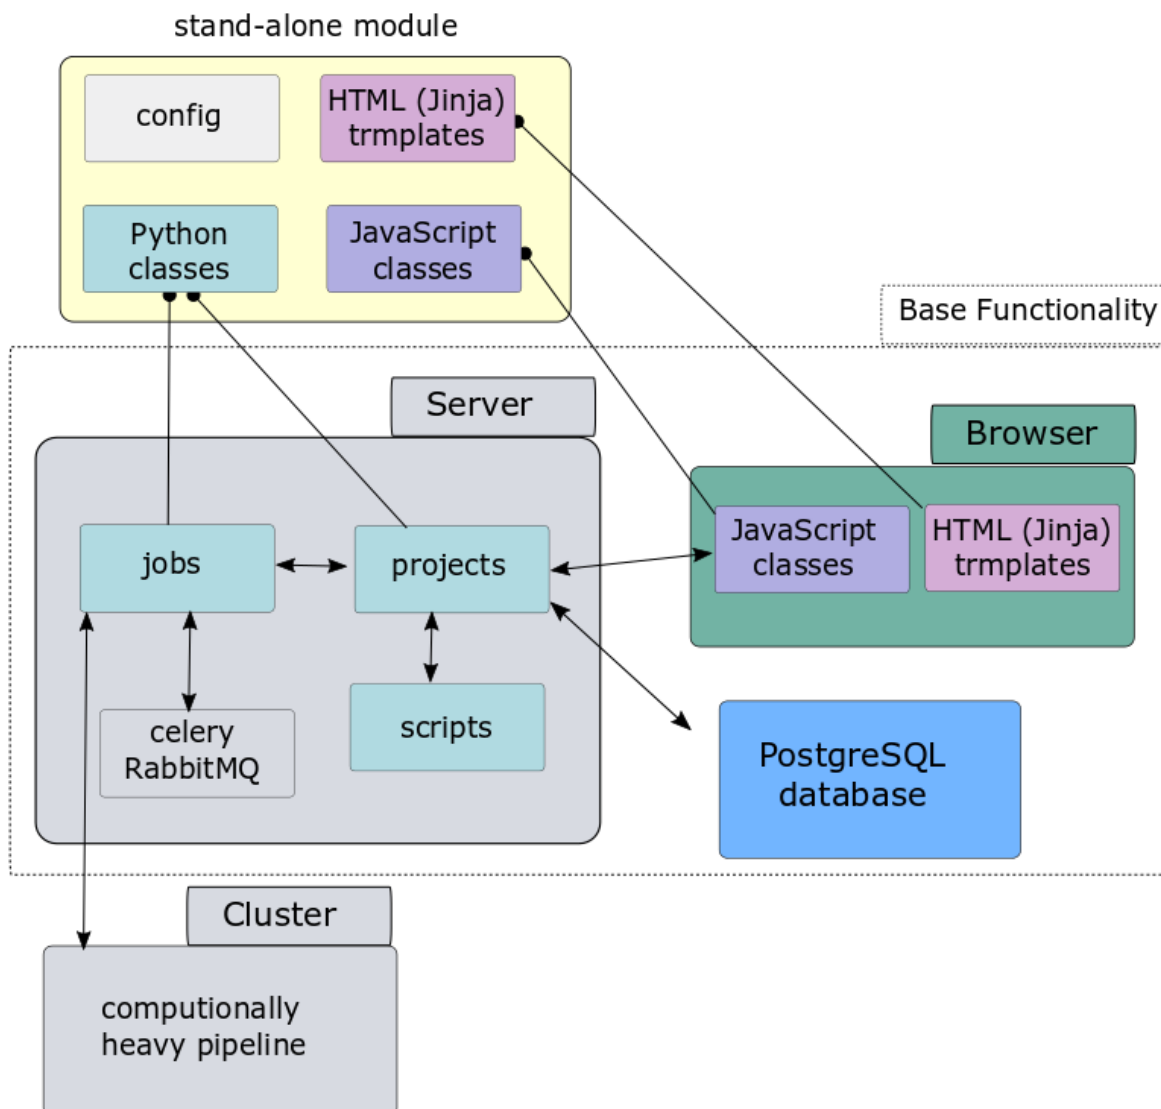 stand-alone module
config
HTML (Jinja)
trmplates
Python
classes
JavaScript
classes
Base Functionality
Server
Browser
jobs
projects
JavaScript
classes
HTML (Jinja)
trmplates
celery
RabbitMQ
scripts
PostgreSQL
database
Cluster
computionally
heavy pipeline